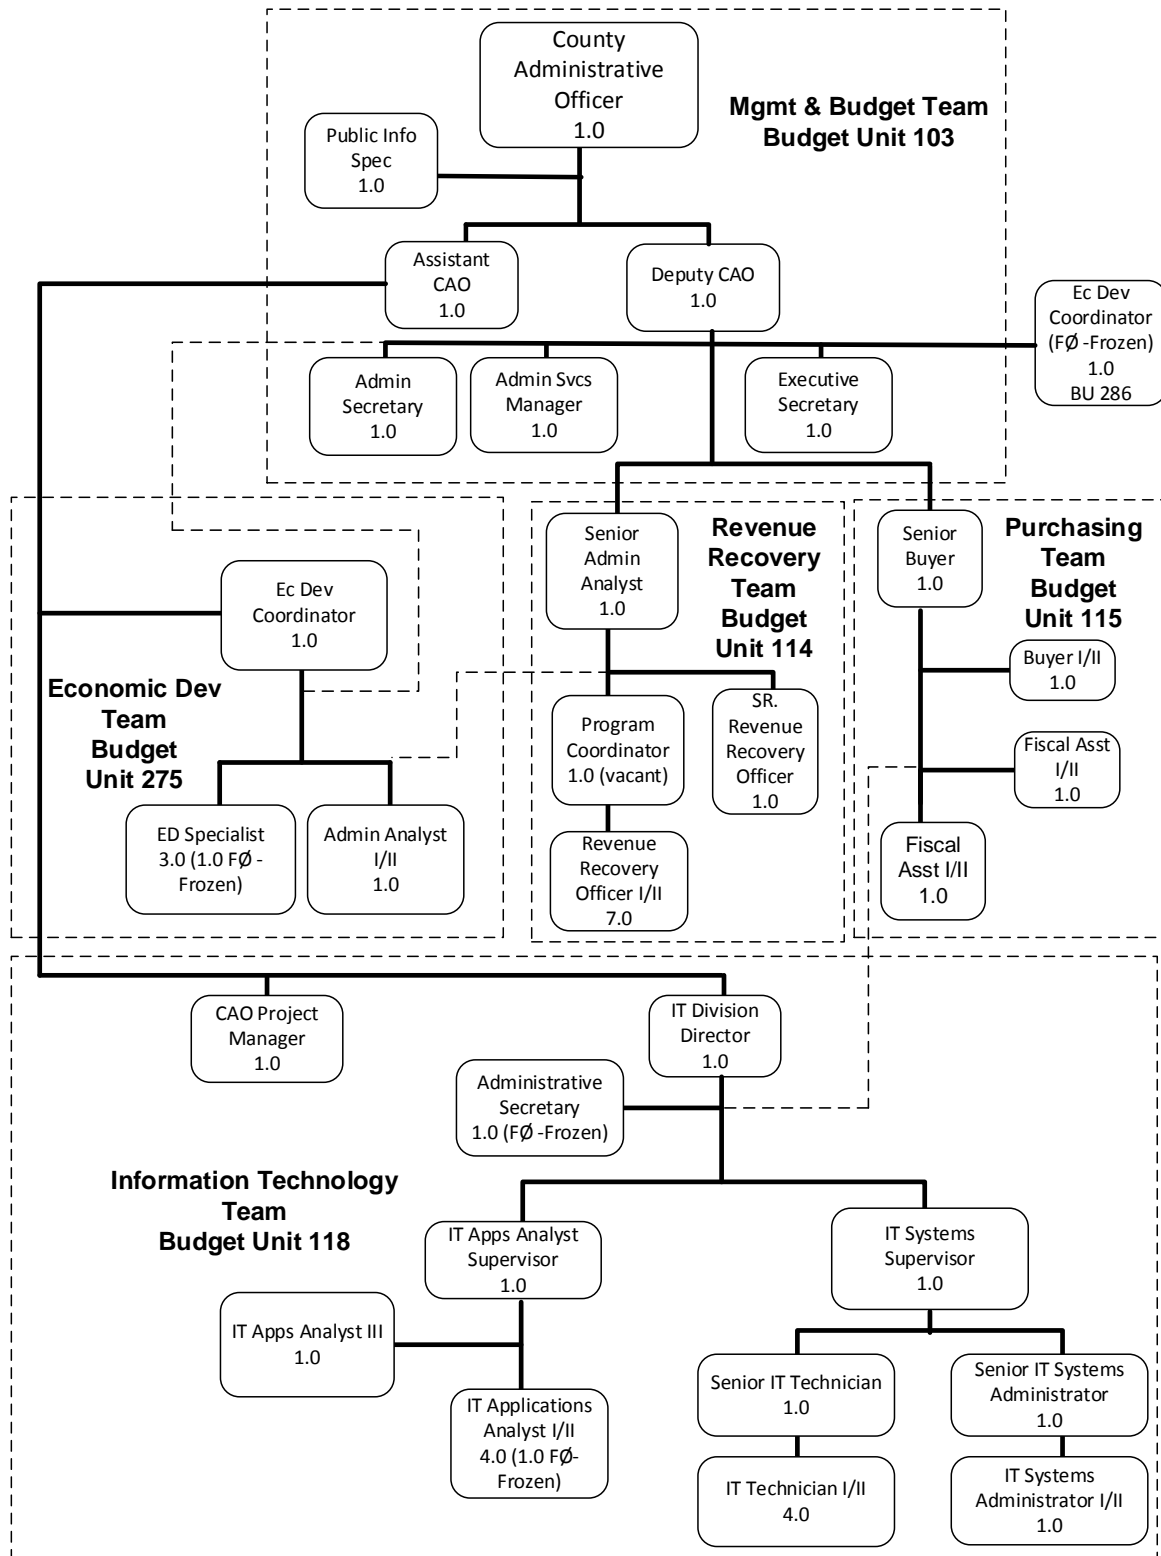 County
Administrative
Officer
1.0
Mgmt & Budget Team
Budget Unit 103
Public Info
Spec
1.0
Assistant
CAO
1.0
Deputy CAO
1.0
Ec Dev
Coordinator
(FØ -Frozen)
1.0
BU 286
Admin
Secretary
1.0
Admin Svcs
Manager
1.0
Executive
Secretary
1.0
Senior
Admin
Analyst
1.0
Revenue
Recovery
Team
Budget
Unit 114
Senior
Buyer
1.0
Purchasing
Team
Budget
Unit 115
Ec Dev
Coordinator
1.0
Buyer I/II
1.0
Economic Dev
Team
Budget
Unit 275
Program
Coordinator
1.0 (vacant)
SR.
Revenue
Recovery
Officer
1.0
Fiscal Asst
I/II
1.0
ED Specialist
3.0 (1.0 FØ -
Frozen)
Admin Analyst
I/II
1.0
Revenue
Recovery
Officer I/II
7.0
Fiscal
Asst I/II
1.0
CAO Project
Manager
1.0
IT Division
Director
1.0
Administrative
Secretary
1.0 (FØ -Frozen)
Information Technology
Team
Budget Unit 118
IT Apps Analyst
Supervisor
1.0
IT Systems
Supervisor
1.0
IT Apps Analyst III
1.0
Senior IT Technician
1.0
Senior IT Systems
Administrator
1.0
IT Applications
Analyst I/II
4.0 (1.0 FØ-
Frozen)
IT Technician I/II
4.0
IT Systems
Administrator I/II
1.0